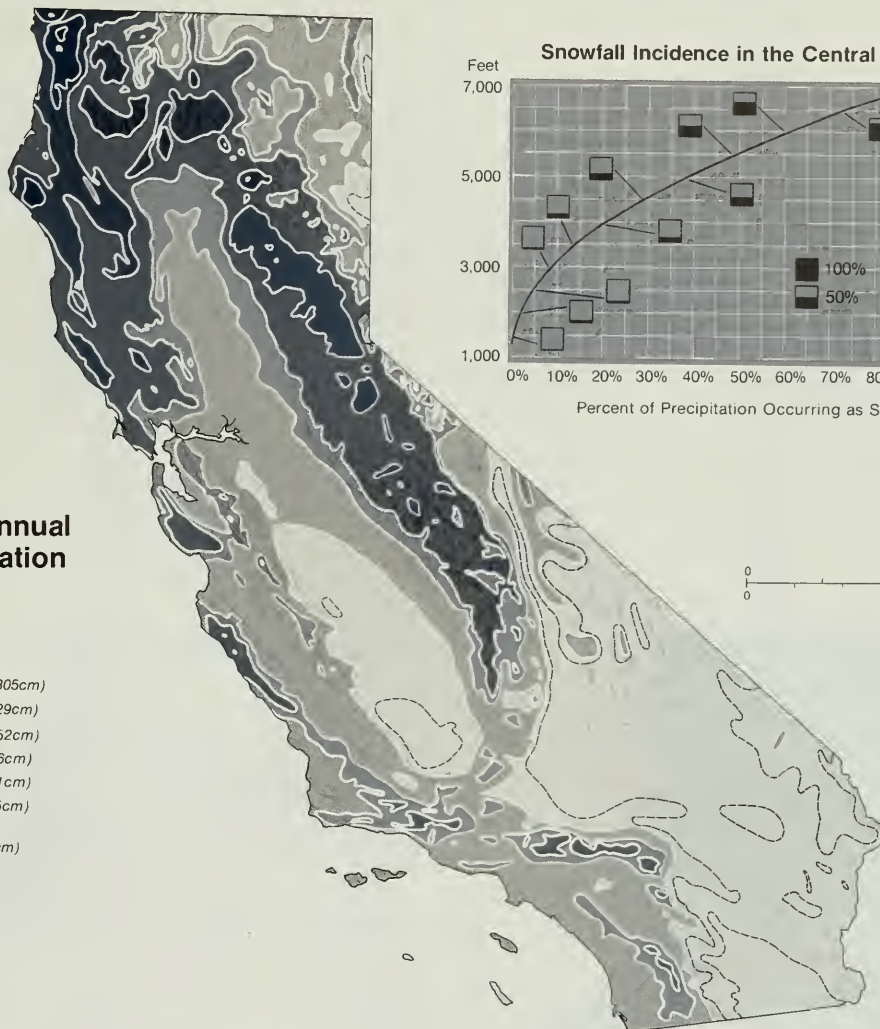 Snowfall Incidence in the Central
Feet
7,000
5,000
3,000
1,000
100%
50%
0% 10% 20% 30% 40% 50% 60% 70% 80
Percent of Precipitation Occurring as S
nnual
ation
0
0
305cm)
29cm)
52cm)
6cm)
1cm)
cm)